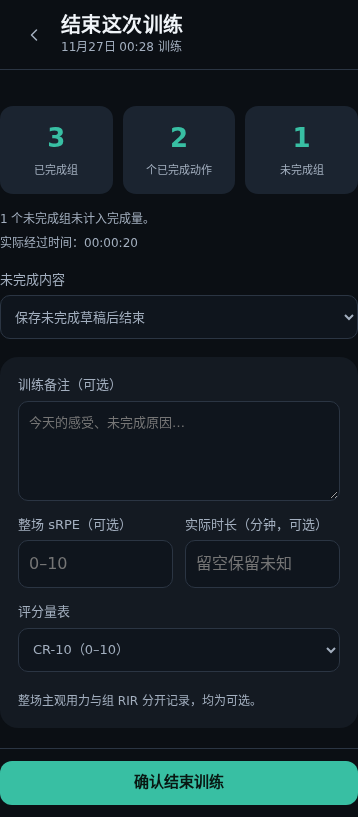 结束这次训练
11月27日 00:28 训练
3
已完成组
2
个已完成动作
1
未完成组
1 个未完成组未计入完成量。
实际经过时间：00:00:20
未完成内容
保存未完成草稿后结束
训练备注（可选）
今天的感受、未完成原因…
整场 sRPE（可选）
实际时长（分钟，可选）
0–10
留空保留未知
评分量表
CR-10（0–10）
整场主观用力与组 RIR 分开记录，均为可选。
确认结束训练